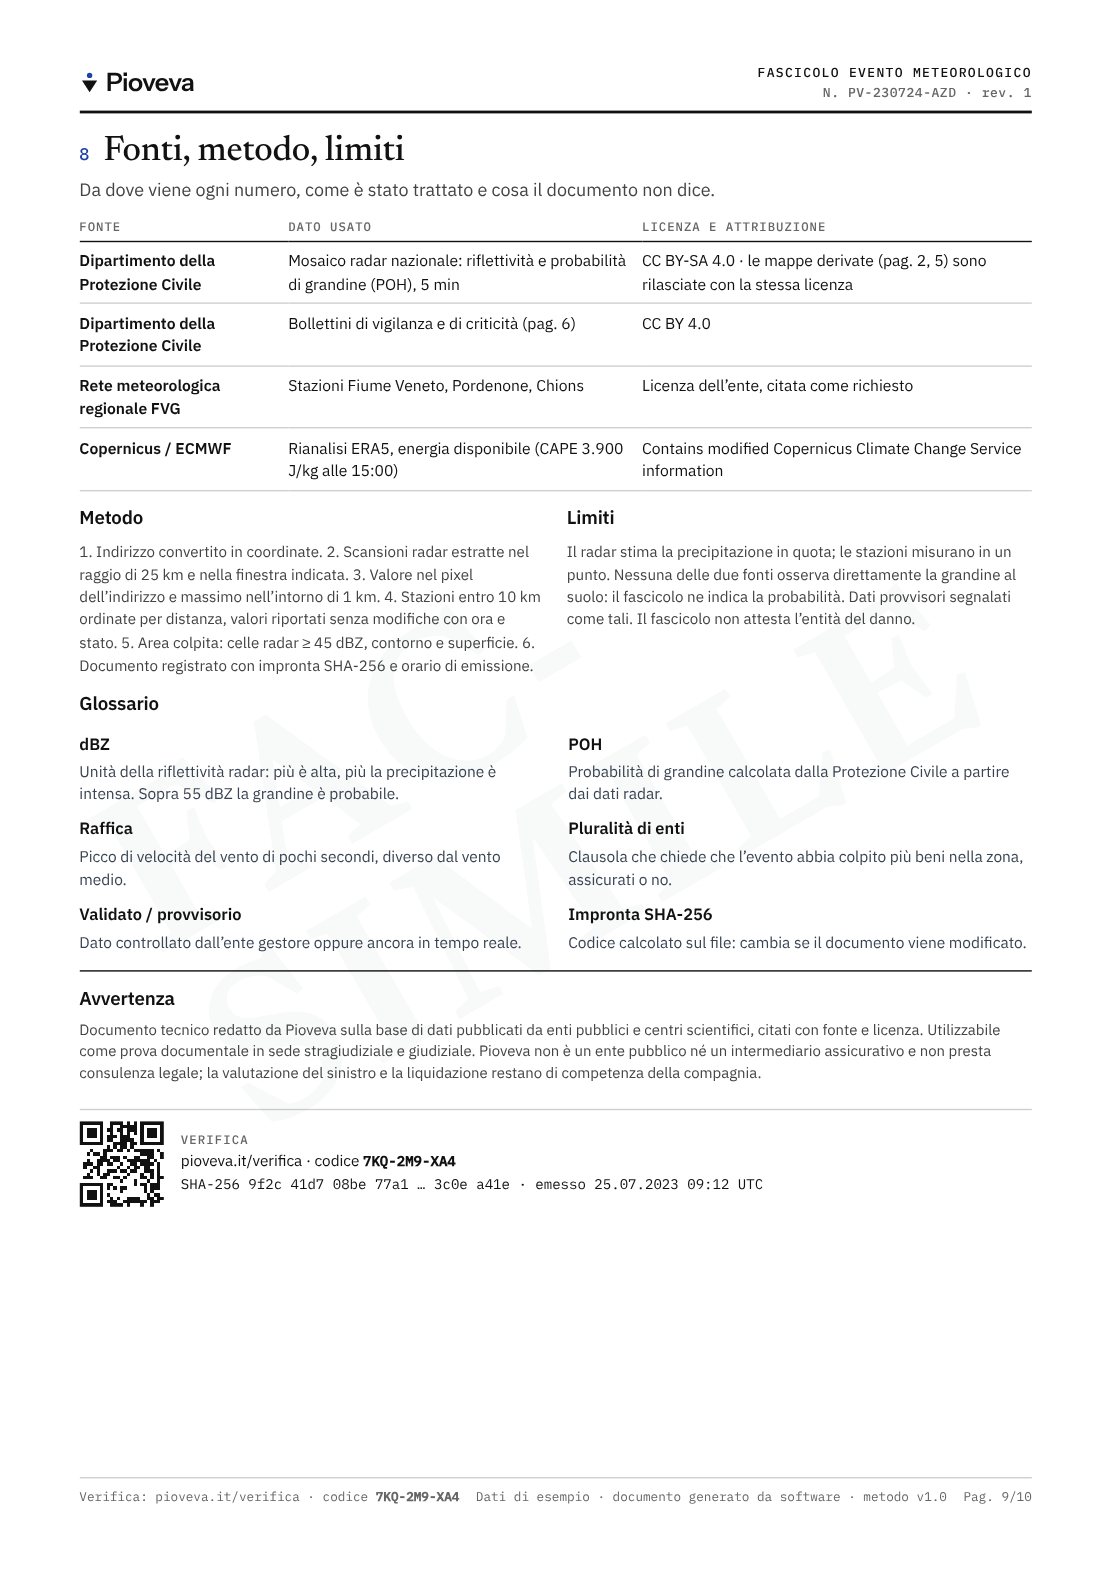 Pioveva
FASCICOLO EVENTO METEOROLOGICO
N. PV-230724-AZD · rev. 1
8 Fonti, metodo, limiti
Da dove viene ogni numero, come è stato trattato e cosa il documento non dice.
FONTE DATO USATO LICENZA E ATTRIBUZIONE
Dipartimento della Mosaico radar nazionale: riflettività e probabilità CC BY-SA 4.0 · le mappe derivate (pag. 2, 5) sono
Protezione Civile di grandine (POH), 5 min rilasciate con la stessa licenza
Dipartimento della Bollettini di vigilanza e di criticità (pag. 6) CC BY 4.0
Protezione Civile
Rete meteorologica Stazioni Fiume Veneto, Pordenone, Chions Licenza dell’ente, citata come richiesto
regionale FVG
Copernicus / ECMWF Rianalisi ERA5, energia disponibile (CAPE 3.900 Contains modified Copernicus Climate Change Service
J/kg alle 15:00) information
Metodo
1. Indirizzo convertito in coordinate. 2. Scansioni radar estratte nel
raggio di 25 km e nella finestra indicata. 3. Valore nel pixel
dell’indirizzo e massimo nell’intorno di 1 km. 4. Stazioni entro 10 km
ordinate per distanza, valori riportati senza modifiche con ora e
stato. 5. Area colpita: celle radar ≥ 45 dBZ, contorno e superficie. 6.
Documento registrato con impronta SHA-256 e orario di emissione.
Limiti
Il radar stima la precipitazione in quota; le stazioni misurano in un
punto. Nessuna delle due fonti osserva direttamente la grandine al
suolo: il fascicolo ne indica la probabilità. Dati provvisori segnalati
come tali. Il fascicolo non attesta l’entità del danno.
Glossario
dBZ
Unità della riflettività radar: più è alta, più la precipitazione è
intensa. Sopra 55 dBZ la grandine è probabile.
POH
Probabilità di grandine calcolata dalla Protezione Civile a partire
dai dati radar.
Raffica
Picco di velocità del vento di pochi secondi, diverso dal vento
medio.
Pluralità di enti
Clausola che chiede che l’evento abbia colpito più beni nella zona,
assicurati o no.
Validato / provvisorio
Dato controllato dall’ente gestore oppure ancora in tempo reale.
Impronta SHA-256
Codice calcolato sul file: cambia se il documento viene modificato.
FAC-
SIMILE
Avvertenza
Documento tecnico redatto da Pioveva sulla base di dati pubblicati da enti pubblici e centri scientifici, citati con fonte e licenza. Utilizzabile
come prova documentale in sede stragiudiziale e giudiziale. Pioveva non è un ente pubblico né un intermediario assicurativo e non presta
consulenza legale; la valutazione del sinistro e la liquidazione restano di competenza della compagnia.
VERIFICA
pioveva.it/verifica · codice 7KQ-2M9-XA4
SHA-256 9f2c 41d7 08be 77a1 … 3c0e a41e · emesso 25.07.2023 09:12 UTC
Verifica: pioveva.it/verifica · codice 7KQ-2M9-XA4 Dati di esempio · documento generato da software · metodo v1.0 Pag. 9/10